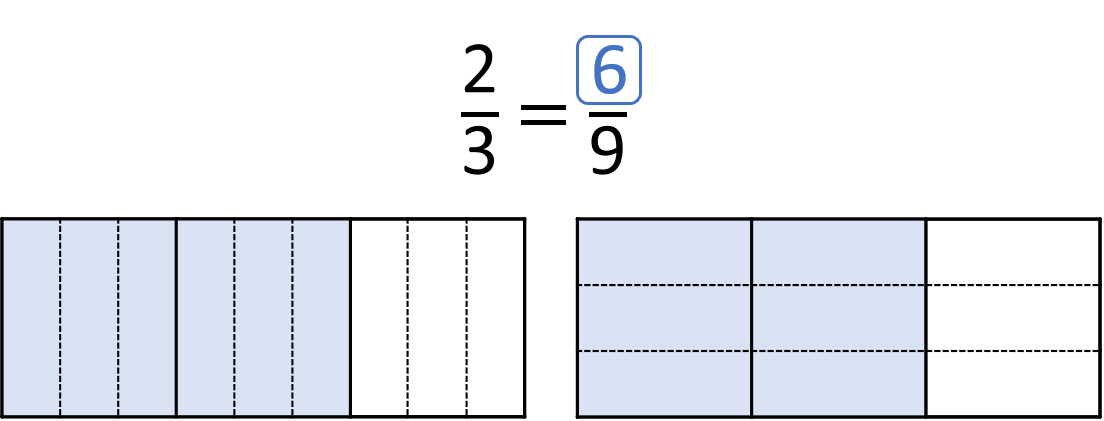 2/3 = 6/9